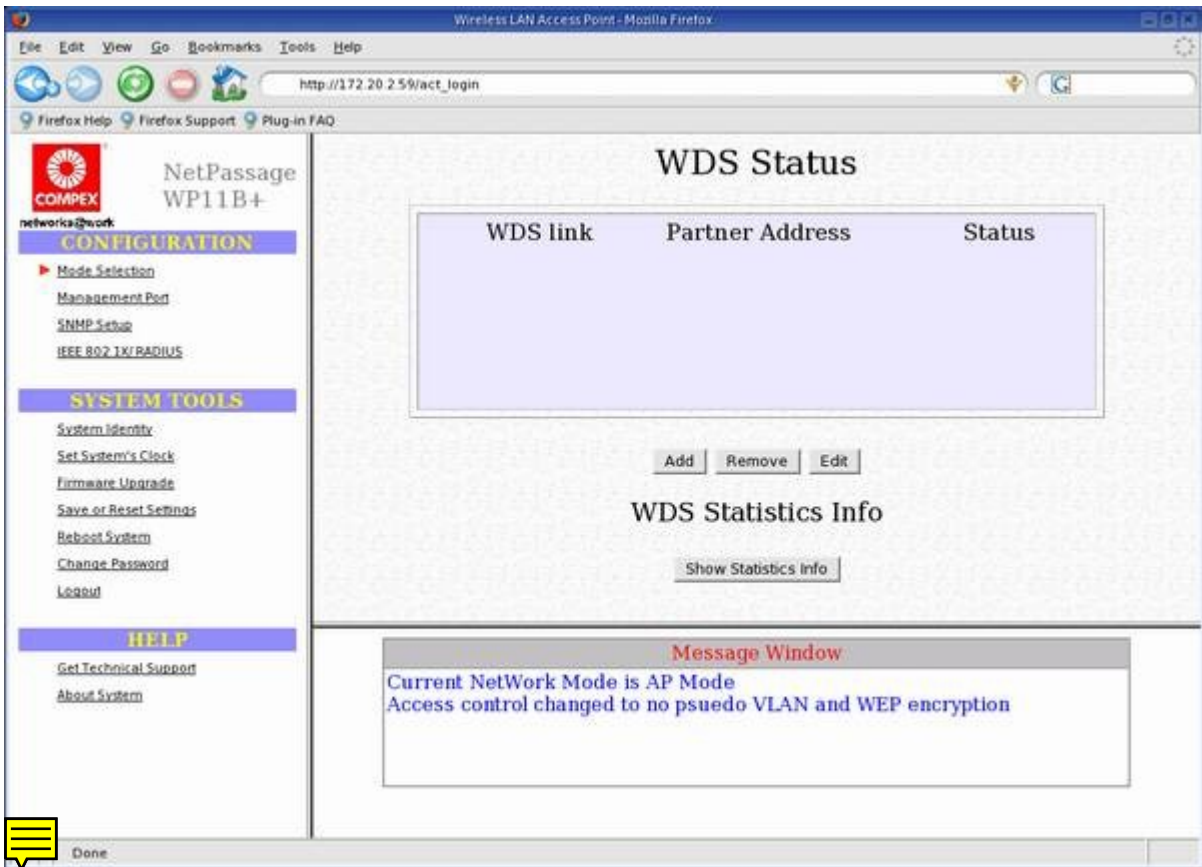 Wireless LAN Access Point - Mozilla Firefox
File Edit View Go Bookmarks Tools Help
http://172.20.2.59/act_login
G
Firefox Help Firefox Support Plug-in FAQ
COMPEX
networks@work
NetPassage
WP11B+
CONFIGURATION
Mode Selection
Management Port
SNMP Setup
IEEE 802.1X/ RADIUS
SYSTEM TOOLS
System Identity
Set System's Clock
Firmware Upgrade
Save or Reset Settings
Reboot System
Change Password
Logout
HELP
Get Technical Support
About System
WDS Status
WDS link Partner Address Status
Add Remove Edit
WDS Statistics Info
Show Statistics Info
Message Window
Current NetWork Mode is AP Mode
Access control changed to no psuedo VLAN and WEP encryption
Done